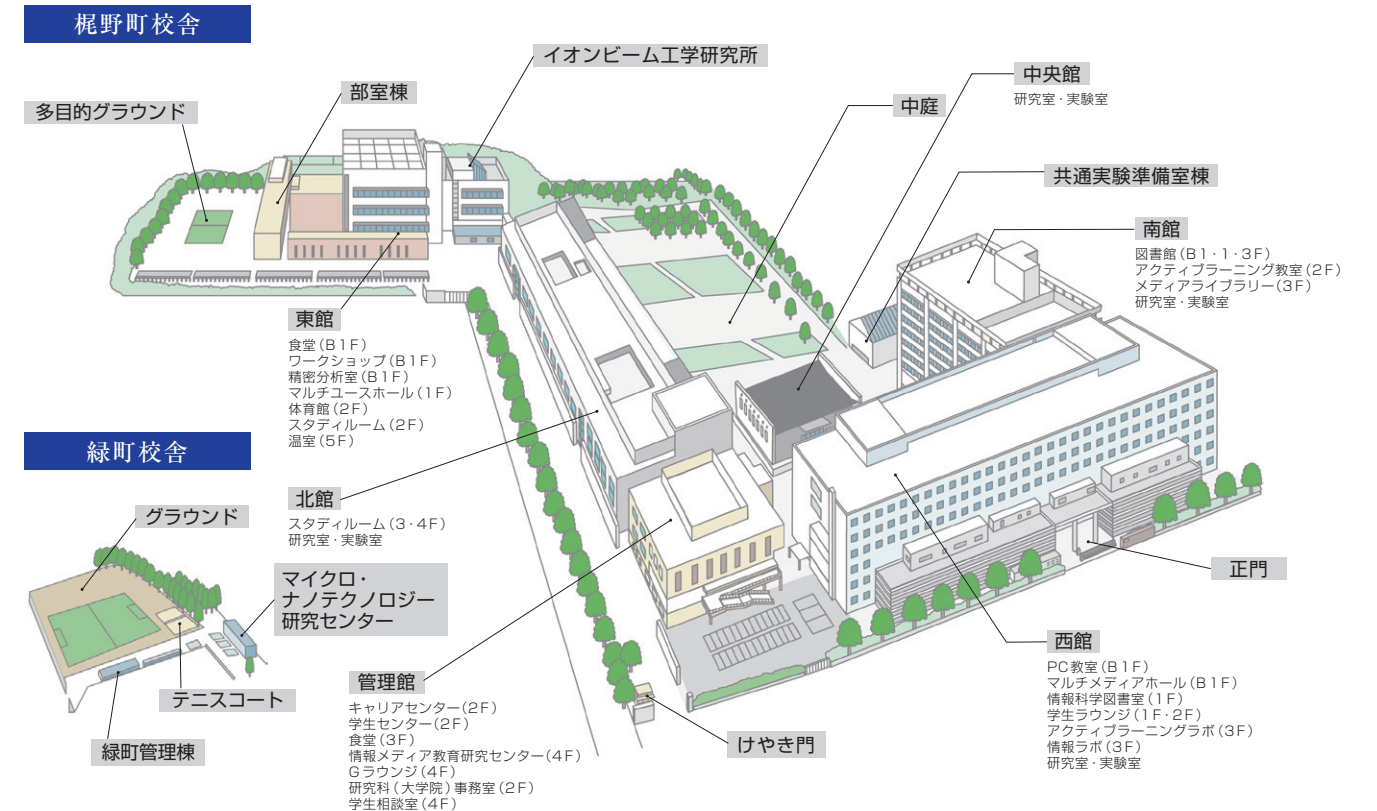 梶野町校舎
イオンビーム工学研究所
中央館
研究室・実験室
部室棟
多目的グラウンド
中庭
共通実験準備室棟
南館
図書館(B1・1・3F)
アクティブラーニング教室(2F)
メディアライブラリー(3F)
研究室・実験室
東館
食堂(B1F)
ワークショップ(B1F)
精密分析室(B1F)
マルチユースホール(1F)
体育館(2F)
スタディルーム(2F)
温室(5F)
緑町校舎
北館
スタディルーム(3・4F)
研究室・実験室
グラウンド
マイクロ・
ナノテクノロジー
研究センター
正門
西館
PC教室(B1F)
マルチメディアホール(B1F)
情報科学図書室(1F)
学生ラウンジ(1F・2F)
アクティブラーニングラボ(3F)
情報ラボ(3F)
研究室・実験室
管理館
キャリアセンター(2F)
学生センター(2F)
食堂(3F)
情報メディア教育研究センター(4F)
Gラウンジ(4F)
研究科(大学院)事務室(2F)
学生相談室(4F)
テニスコート
けやき門
緑町管理棟